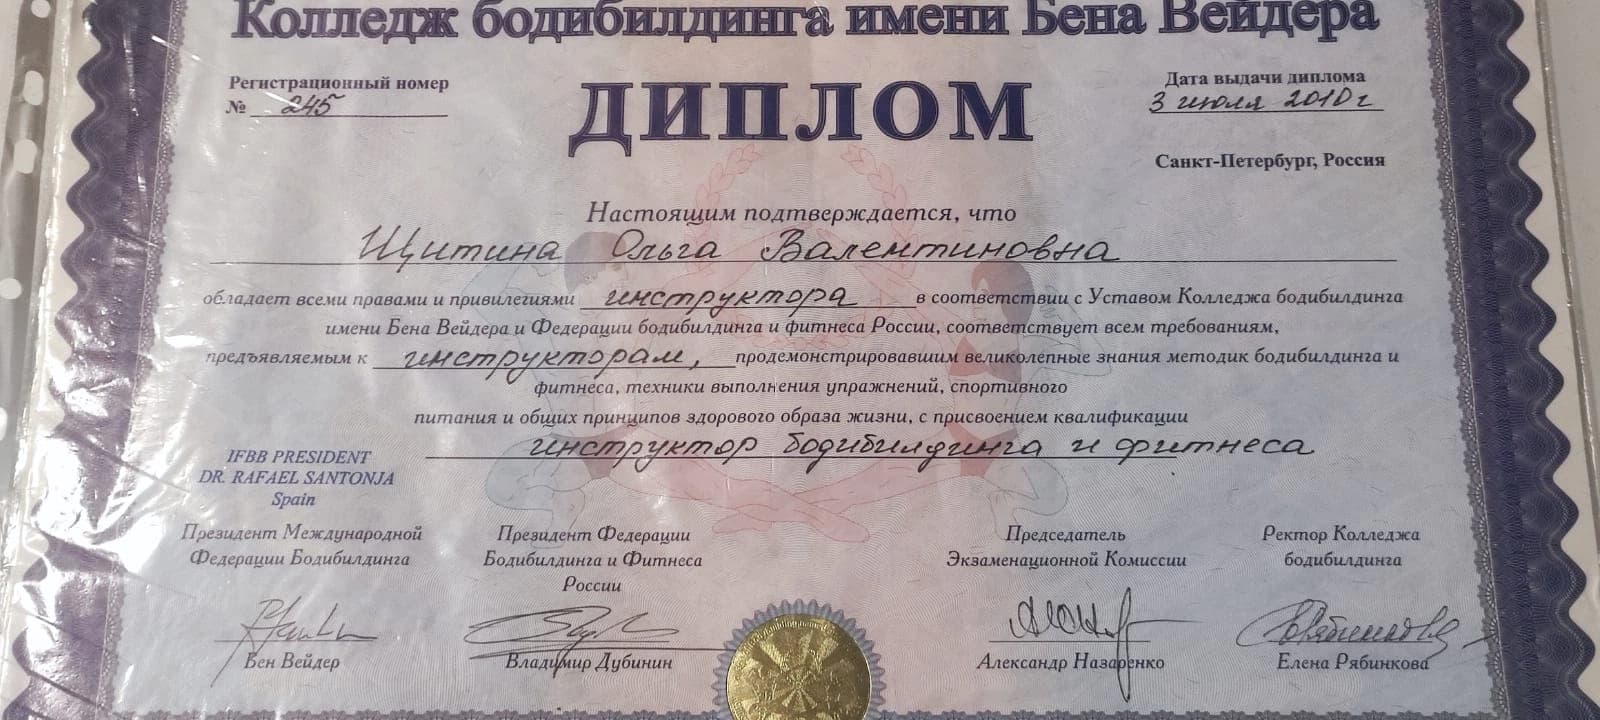 Колледж бодибилдинга имени Бена Вейдера
Регистрационный номер
№ 245
ДИПЛОМ
Дата выдачи диплома
3 июля 2010 г
Санкт-Петербург, Россия
Настоящим подтверждается, что
Щитина Ольга Валентиновна
обладает всеми правами и привилегиями инструктора в соответствии с Уставом Колледжа бодибилдинга
имени Бена Вейдера и Федерации бодибилдинга и фитнеса России, соответствует всем требованиям,
предъявляемым к инструкторам, продемонстрировавшим великолепные знания методик бодибилдинга и
фитнеса, техники выполнения упражнений, спортивного
питания и общих принципов здорового образа жизни, с присвоением квалификации
инструктор бодибилдинга и фитнеса
IFBB PRESIDENT
DR. RAFAEL SANTONJA
Spain
Президент Международной
Федерации Бодибилдинга
Бен Вейдер
Президент Федерации
Бодибилдинга и Фитнеса
России
Владимир Дубинин
Председатель
Экзаменационной Комиссии
Александр Назаренко
Ректор Колледжа
бодибилдинга
Елена Рябинкова